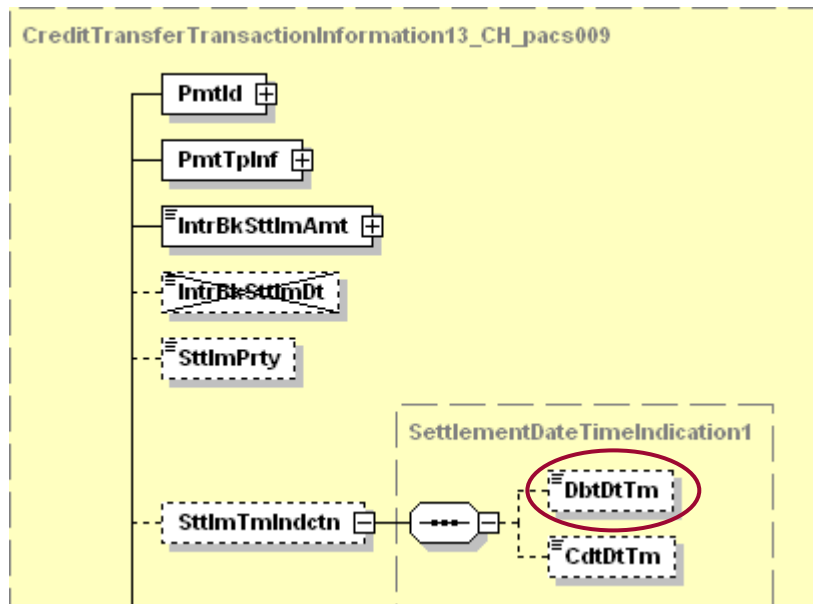 CreditTransferTransactionInformation13_CH_pacs009
PmtId
PmtTpInf
IntrBkSttlmAmt
IntrBkSttlmDt
SttlmPrty
SettlementDateTimeIndication1
DbtDtTm
SttlmTmIndctn
CdtDtTm